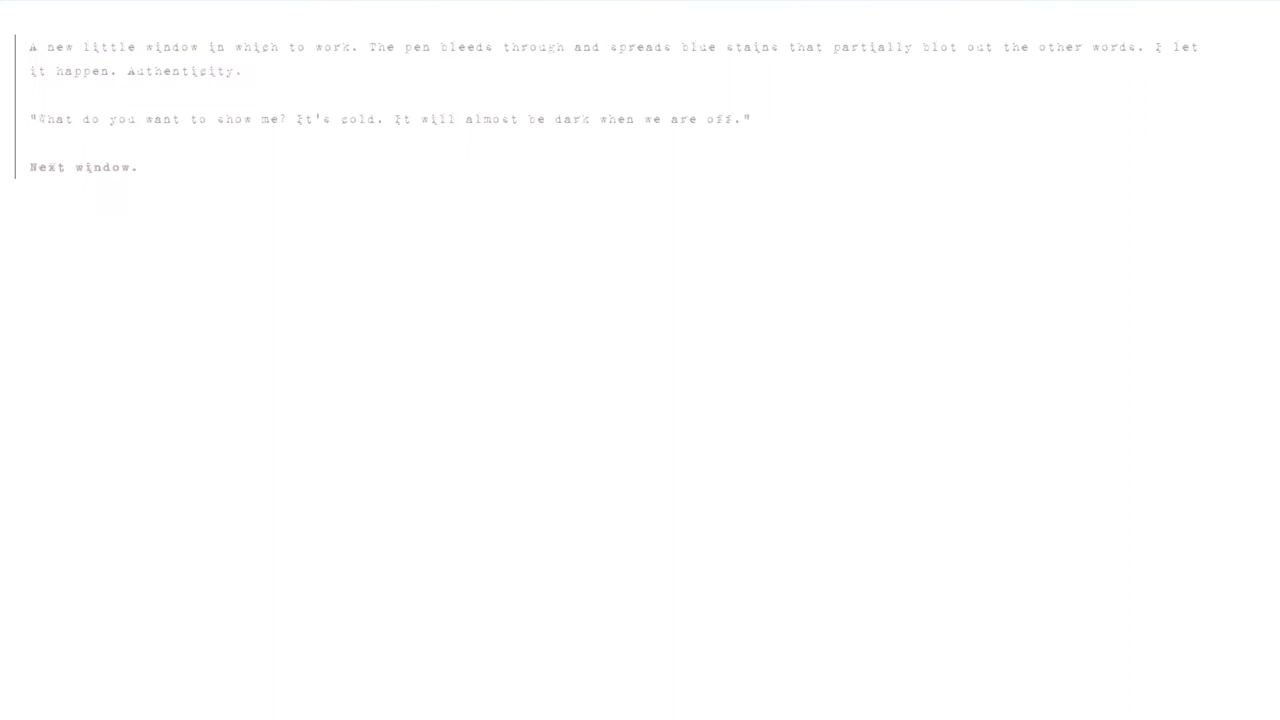 A new little window in which to work. The pen bleeds through and spreads blue stains that partially blot out the other words. I let
it happen. Authenticity.
"What do you want to show me? It's cold. It will almost be dark when we are off."
Next window.